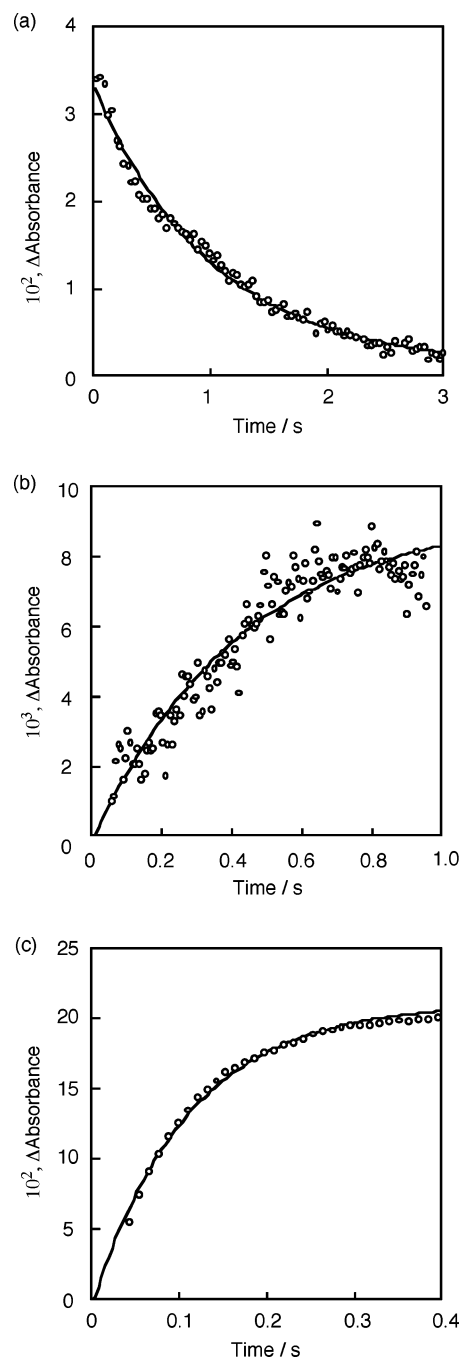 (a)
4
3
2
1
0
10², ΔAbsorbance
0 1 2 3
Time / s
(b)
10
8
6
4
2
0
10³, ΔAbsorbance
0 0.2 0.4 0.6 0.8 1.0
Time / s
(c)
25
20
15
10
5
0
10², ΔAbsorbance
0 0.1 0.2 0.3 0.4
Time / s